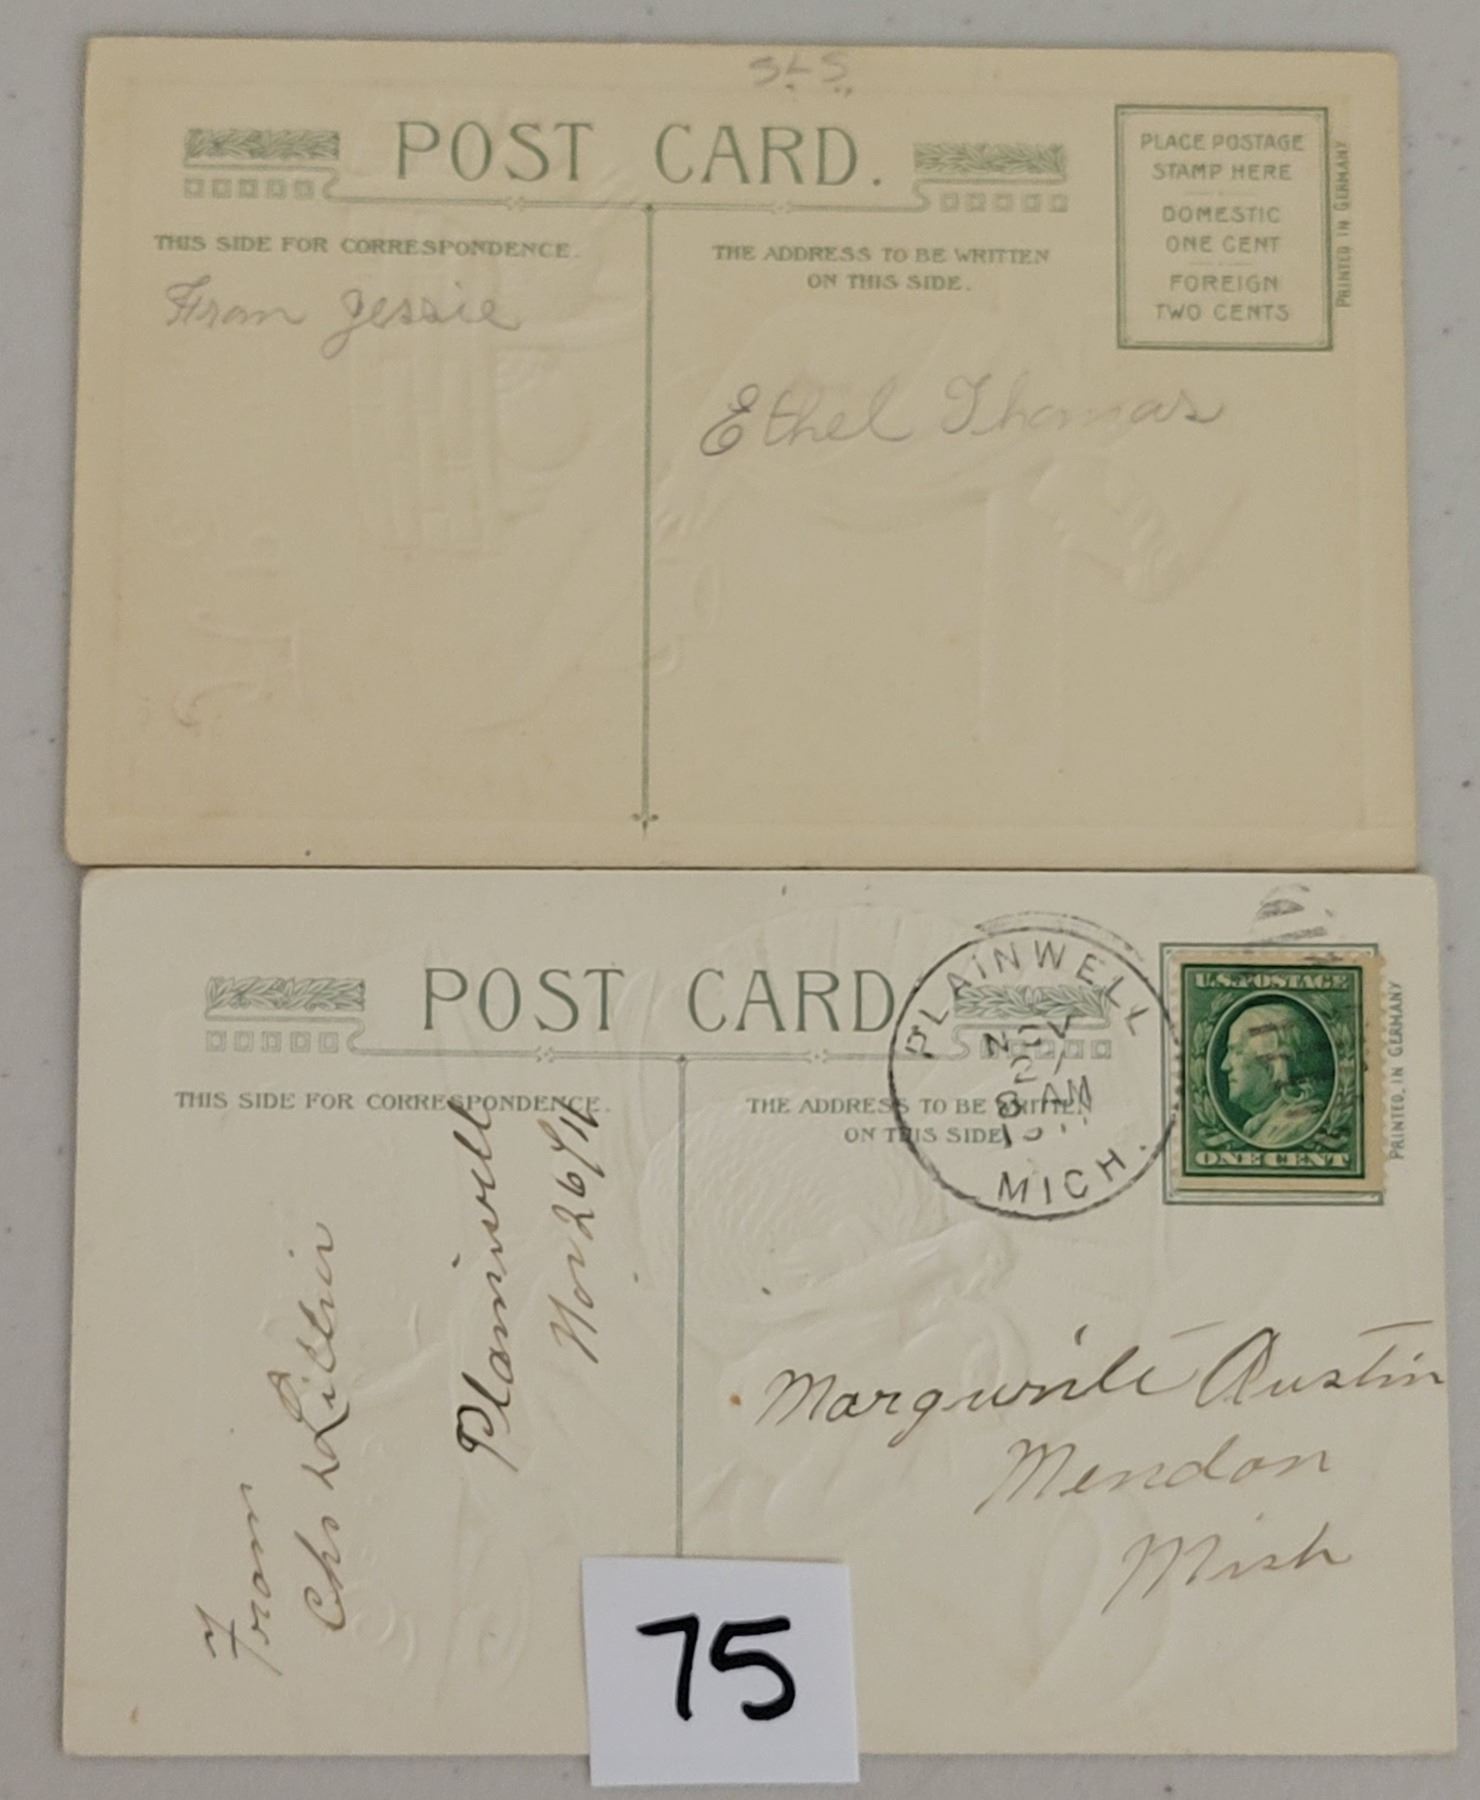 S.L.S.
POST CARD.
PLACE POSTAGE
STAMP HERE
DOMESTIC
ONE CENT
FOREIGN
TWO CENTS
PRINTED IN GERMANY
THIS SIDE FOR CORRESPONDENCE.
THE ADDRESS TO BE WRITTEN
ON THIS SIDE.
From Jessie
Ethel Thomas
POST CARD
PLAINWELL
NOV
8 AM
MICH.
U.S. POSTAGE
ONE CENT
PRINTED IN GERMANY
THIS SIDE FOR CORRESPONDENCE.
THE ADDRESS TO BE WRITTEN
ON THIS SIDE
Plainwell
Nov 26/11
From
Chs
Marguerite Austin
Mendon
Mich
75